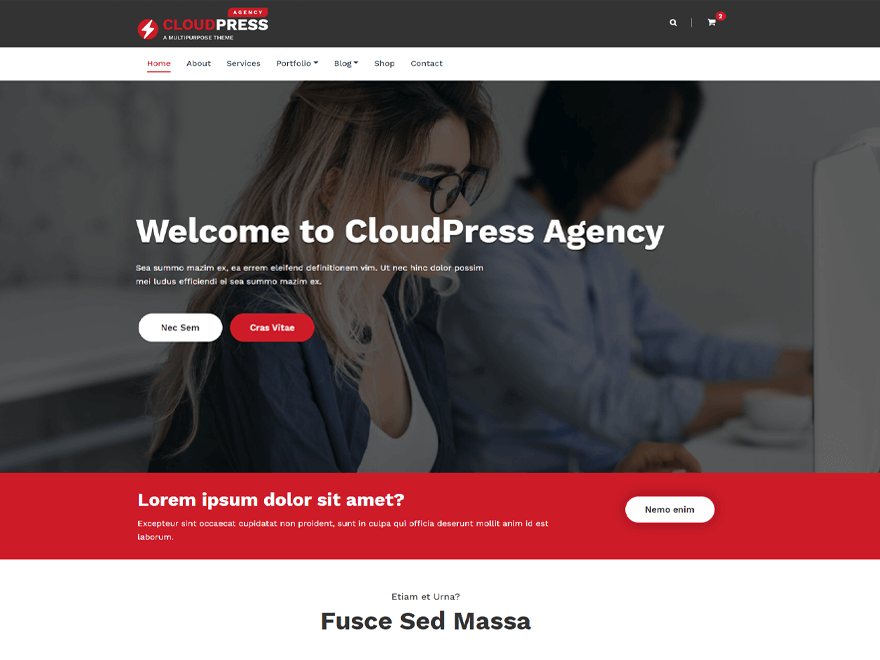 AGENCY
CLOUDPRESS
A MULTIPURPOSE THEME
2
Home About Services Portfolio Blog Shop Contact
Welcome to CloudPress Agency
Sea summo mazim ex, ea errem eleifend definitionem vim. Ut nec hinc dolor possim
mei ludus efficiendi ei sea summo mazim ex.
Nec Sem Cras Vitae
Lorem ipsum dolor sit amet?
Excepteur sint occaecat cupidatat non proident, sunt in culpa qui officia deserunt mollit anim id est
laborum.
Nemo enim
Etiam et Urna?
Fusce Sed Massa